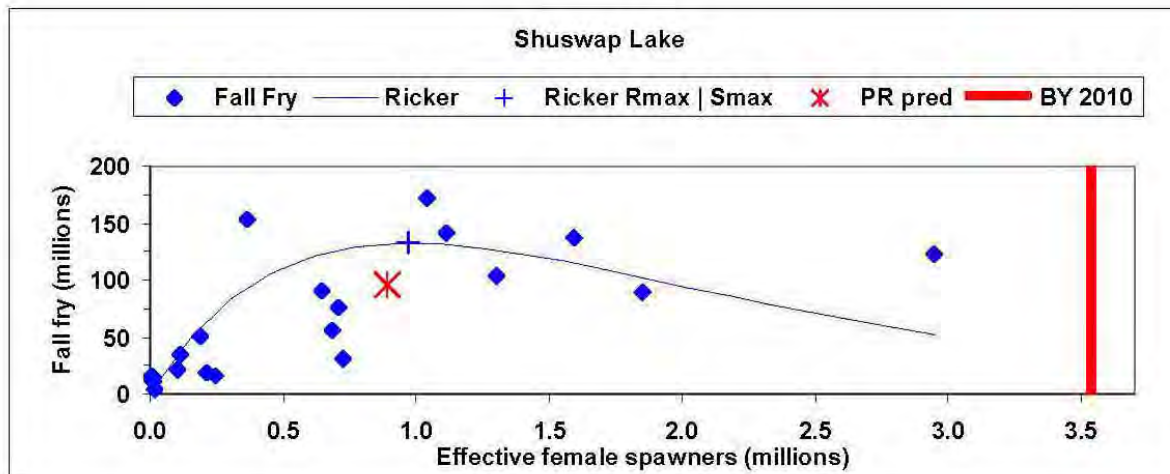 Shuswap Lake
Fall Fry Ricker Ricker Rmax | Smax PR pred BY 2010
Fall fry (millions)
200
150
100
50
0
0.0 0.5 1.0 1.5 2.0 2.5 3.0 3.5
Effective female spawners (millions)